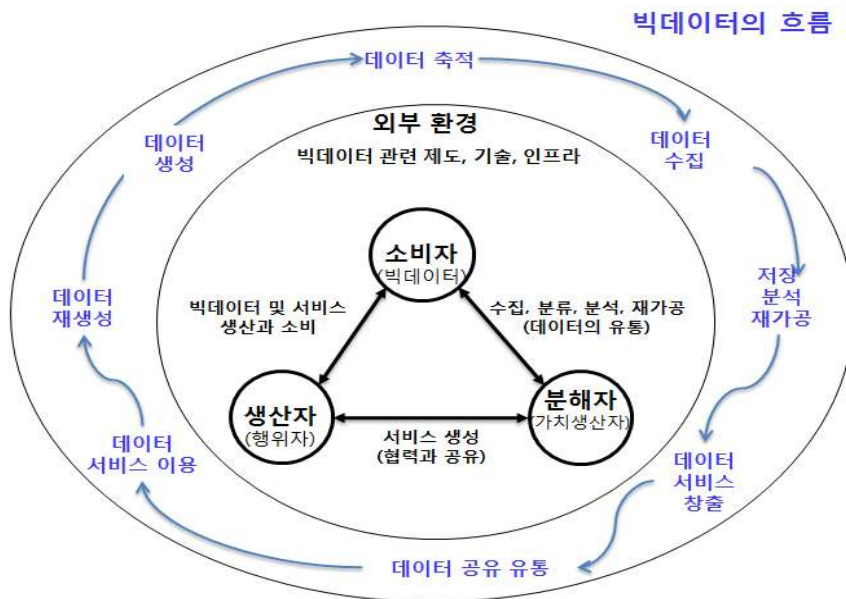 빅데이터의 흐름
데이터 축적
데이터
생성
데이터
수집
외부 환경
빅데이터 관련 제도, 기술, 인프라
소비자
(빅데이터)
데이터
재생성
빅데이터 및 서비스
생산과 소비
수집, 분류, 분석, 재가공
(데이터의 유통)
저장
분석
재가공
생산자
(행위자)
서비스 생성
(협력과 공유)
분해자
(가치생산자)
데이터
서비스 이용
데이터
서비스
창출
데이터 공유 유통